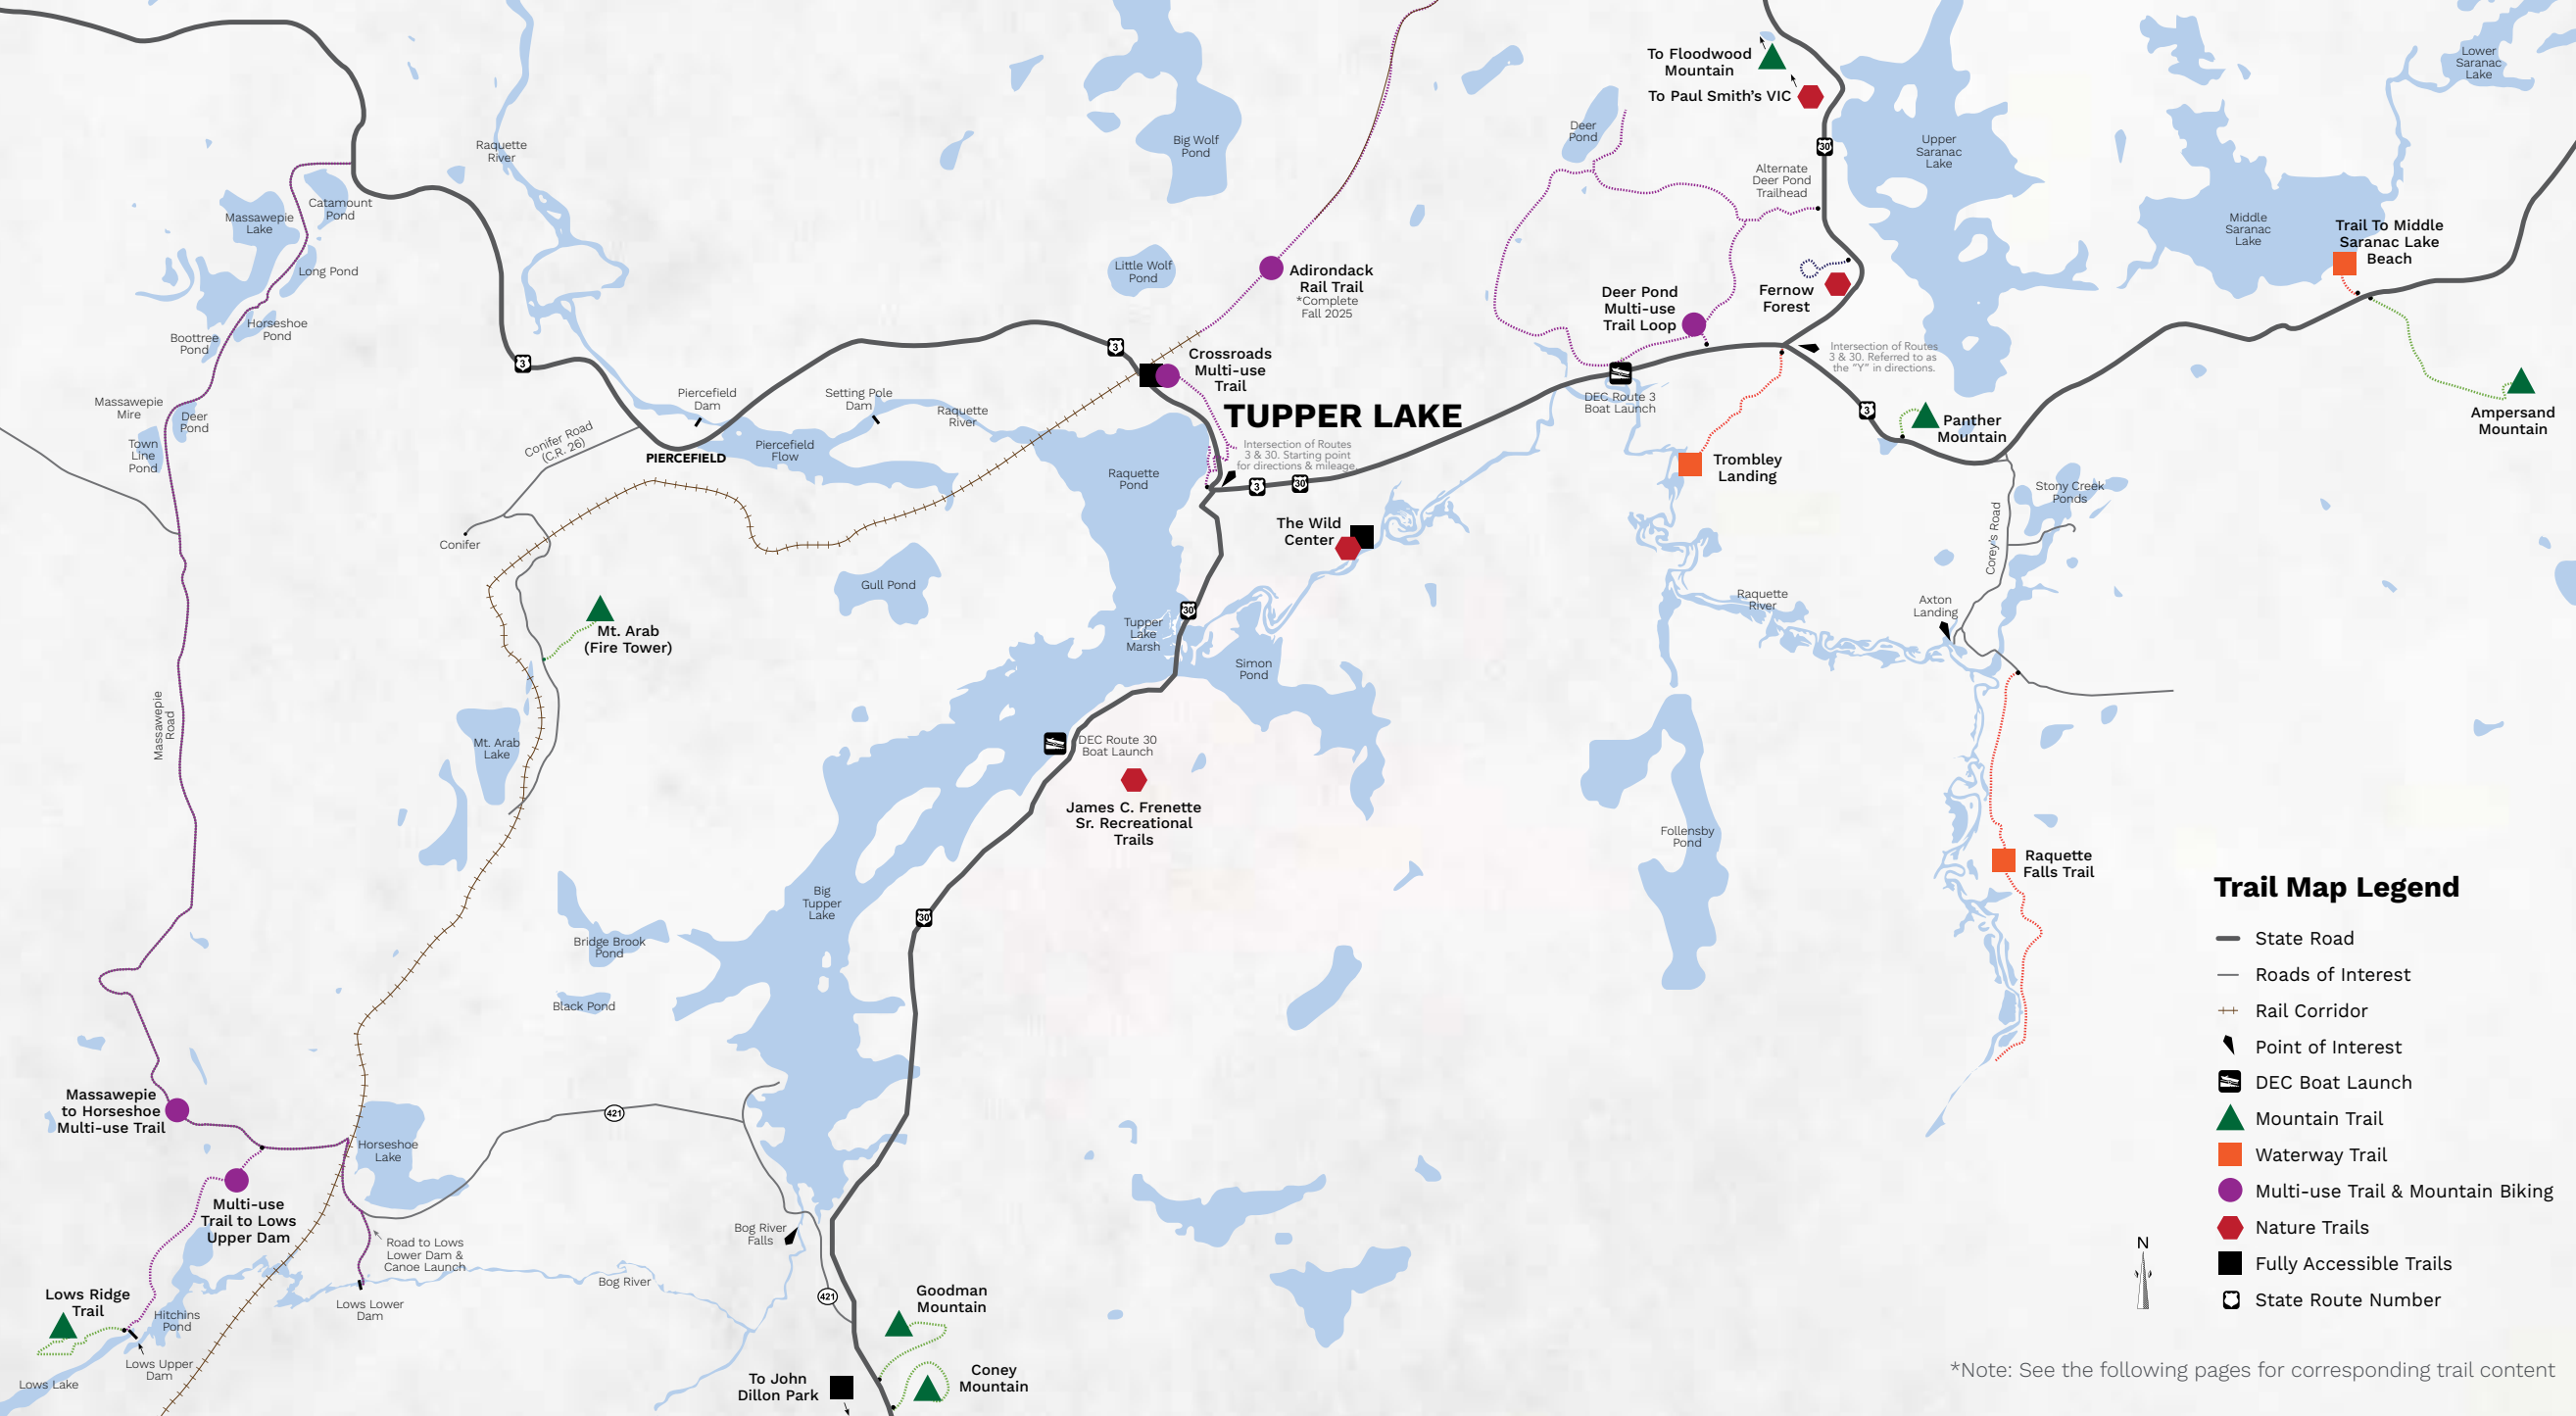 To Floodwood
Mountain
To Paul Smith's VIC
Lower
Saranac
Lake
Raquette
River
Big Wolf
Pond
Deer
Pond
30
Upper
Saranac
Lake
Alternate
Deer Pond
Trailhead
Catamount
Pond
Massawepie
Lake
Long Pond
Middle
Saranac
Lake
Trail To Middle
Saranac Lake
Beach
Little Wolf
Pond
Adirondack
Rail Trail
*Complete
Fall 2025
Deer Pond
Multi-use
Trail Loop
Fernow
Forest
Horseshoe
Pond
Boottree
Pond
3
3
Crossroads
Multi-use
Trail
Intersection of Routes
3 & 30. Referred to as
the "Y" in directions.
DEC Route 3
Boat Launch
3
Panther
Mountain
Ampersand
Mountain
Massawepie
Mire
Deer
Pond
Town
Line
Pond
Piercefield
Dam
Setting Pole
Dam
Raquette
River
TUPPER LAKE
Conifer Road
(C.R. 26)
PIERCEFIELD
Piercefield
Flow
Intersection of Routes
3 & 30. Starting point
for directions & mileage.
Raquette
Pond
3
30
Trombley
Landing
Stony Creek
Ponds
Corey's Road
Conifer
The Wild
Center
Gull Pond
Mt. Arab
(Fire Tower)
30
Tupper
Lake
Marsh
Simon
Pond
Raquette
River
Axton
Landing
Massawepie
Road
Mt. Arab
Lake
DEC Route 30
Boat Launch
James C. Frenette
Sr. Recreational
Trails
Follensby
Pond
Raquette
Falls Trail
Big
Tupper
Lake
30
Bridge Brook
Pond
Black Pond
Trail Map Legend
State Road
Roads of Interest
Rail Corridor
Point of Interest
DEC Boat Launch
Mountain Trail
Waterway Trail
Multi-use Trail & Mountain Biking
Nature Trails
Fully Accessible Trails
State Route Number
N
Massawepie
to Horseshoe
Multi-use Trail
421
Horseshoe
Lake
Multi-use
Trail to Lows
Upper Dam
Road to Lows
Lower Dam &
Canoe Launch
Bog River
Falls
Bog River
Lows Ridge
Trail
Hitchins
Pond
Lows Lower
Dam
421
Goodman
Mountain
Lows Upper
Dam
Lows Lake
To John
Dillon Park
Coney
Mountain
*Note: See the following pages for corresponding trail content